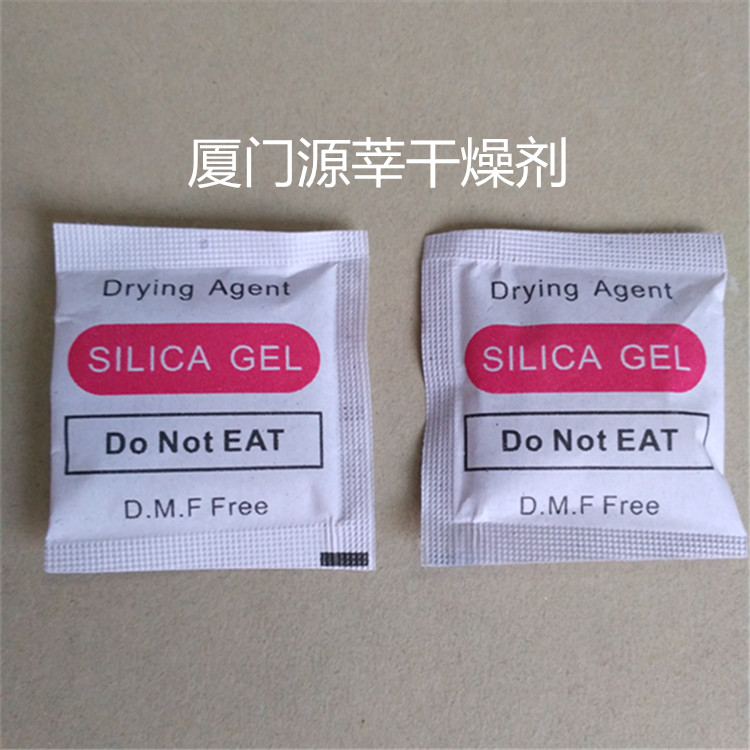 厦门源莘干燥剂
Drying Agent
SILICA GEL
Do Not EAT
D.M.F Free
Drying Agent
SILICA GEL
Do Not EAT
D.M.F Free